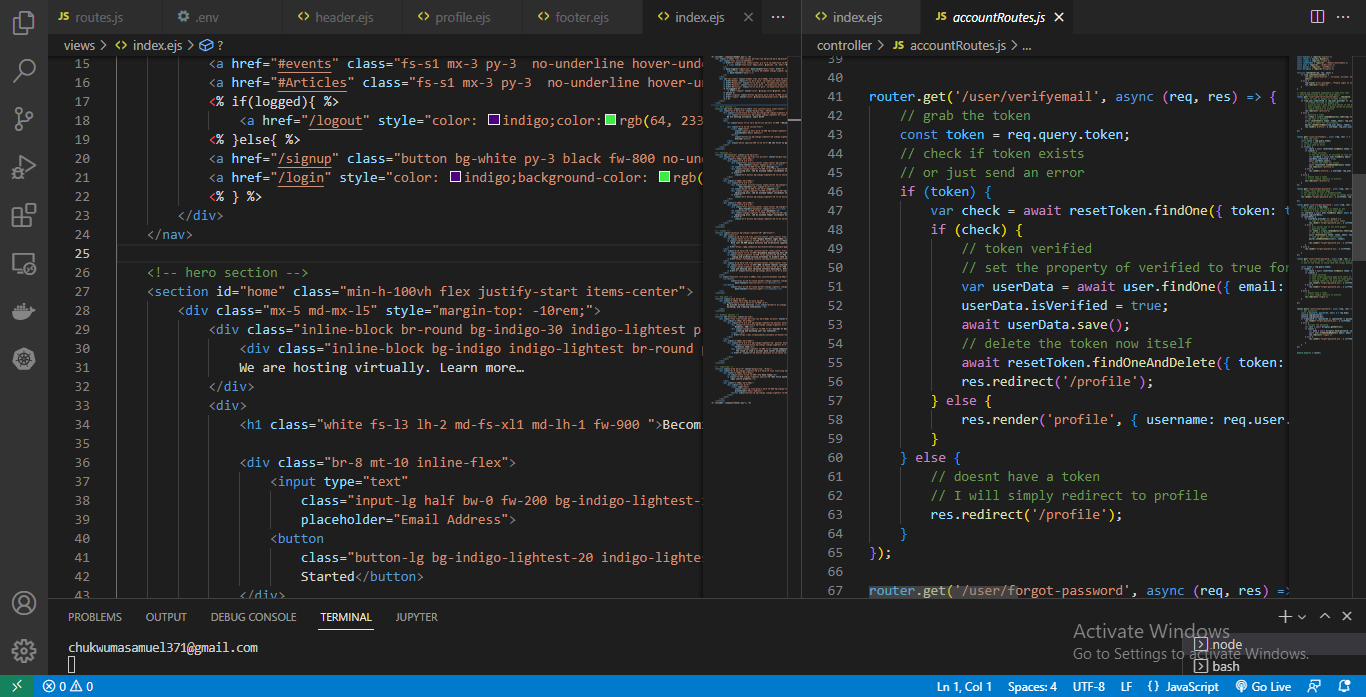 routes.js
.env
header.ejs
profile.ejs
footer.ejs
index.ejs
index.ejs
accountRoutes.js
views > index.ejs > ?
controller > accountRoutes.js > ...
15 <a href="#events" class="fs-s1 mx-3 py-3  no-underline hover-und
16 <a href="#Articles" class="fs-s1 mx-3 py-3  no-underline hover-u
17 <% if(logged){ %>
18 <a href="/logout" style="color: indigo;color: rgb(64, 233
19 <% }else{ %>
20 <a href="/signup" class="button bg-white py-3 black fw-800 no-un
21 <a href="/login" style="color: indigo;background-color: rgb(
22 <% } %>
23 </div>
24 </nav>
25
26 <!-- hero section -->
27 <section id="home" class="min-h-100vh flex justify-start items-center">
28 <div class="mx-5 md-mx-l5" style="margin-top: -10rem;">
29 <div class="inline-block br-round bg-indigo-30 indigo-lightest p
30 <div class="inline-block bg-indigo indigo-lightest br-round
31 We are hosting virtually. Learn more…
32 </div>
33 <div>
34 <h1 class="white fs-l3 lh-2 md-fs-xl1 md-lh-1 fw-900 ">Becomi
35
36 <div class="br-8 mt-10 inline-flex">
37 <input type="text"
38 class="input-lg half bw-0 fw-200 bg-indigo-lightest-
39 placeholder="Email Address">
40 <button
41 class="button-lg bg-indigo-lightest-20 indigo-lighte
42 Started</button>
43 </div>
39
40
41 router.get('/user/verifyemail', async (req, res) => {
42 // grab the token
43 const token = req.query.token;
44 // check if token exists
45 // or just send an error
46 if (token) {
47 var check = await resetToken.findOne({ token: t
48 if (check) {
49 // token verified
50 // set the property of verified to true for
51 var userData = await user.findOne({ email:
52 userData.isVerified = true;
53 await userData.save();
54 // delete the token now itself
55 await resetToken.findOneAndDelete({ token:
56 res.redirect('/profile');
57 } else {
58 res.render('profile', { username: req.user.
59 }
60 } else {
61 // doesnt have a token
62 // I will simply redirect to profile
63 res.redirect('/profile');
64 }
65 });
66
67 router.get('/user/forgot-password', async (req, res) =>
PROBLEMS OUTPUT DEBUG CONSOLE TERMINAL JUPYTER
chukwumasamuel371@gmail.com
Activate Windows
Go to Settings to activate Windows.
node
bash
0 0
Ln 1, Col 1 Spaces: 4 UTF-8 LF {} JavaScript Go Live